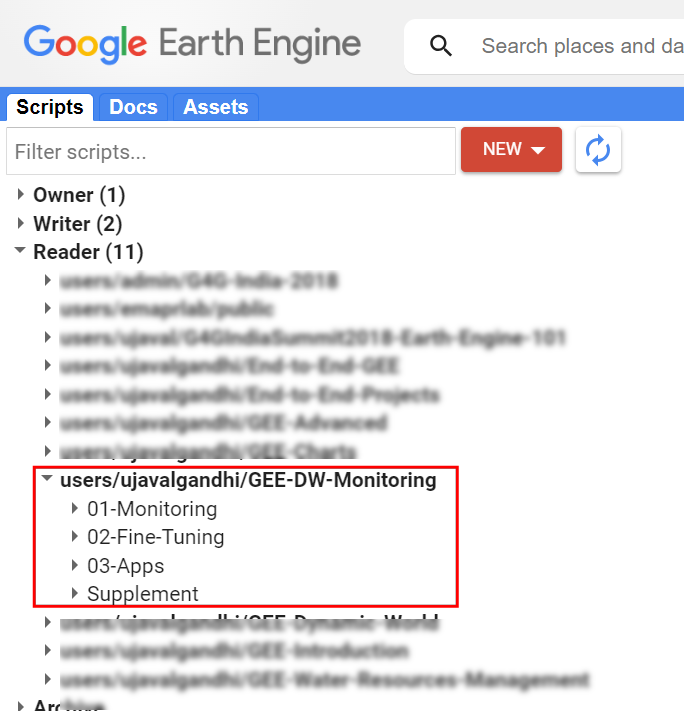 Google Earth Engine
Search places and da
Scripts
Docs
Assets
Filter scripts...
NEW
Owner (1)
Writer (2)
Reader (11)
users/admin/G4G-India-2018
users/emaprlab/public
users/ujaval/G4GIndiaSummit2018-Earth-Engine-101
users/ujavalgandhi/End-to-End-GEE
users/ujavalgandhi/End-to-End-Projects
users/ujavalgandhi/GEE-Advanced
users/ujavalgandhi/GEE-Charts
users/ujavalgandhi/GEE-DW-Monitoring
01-Monitoring
02-Fine-Tuning
03-Apps
Supplement
users/ujavalgandhi/GEE-Dynamic-World
users/ujavalgandhi/GEE-Introduction
users/ujavalgandhi/GEE-Water-Resources-Management
Archive